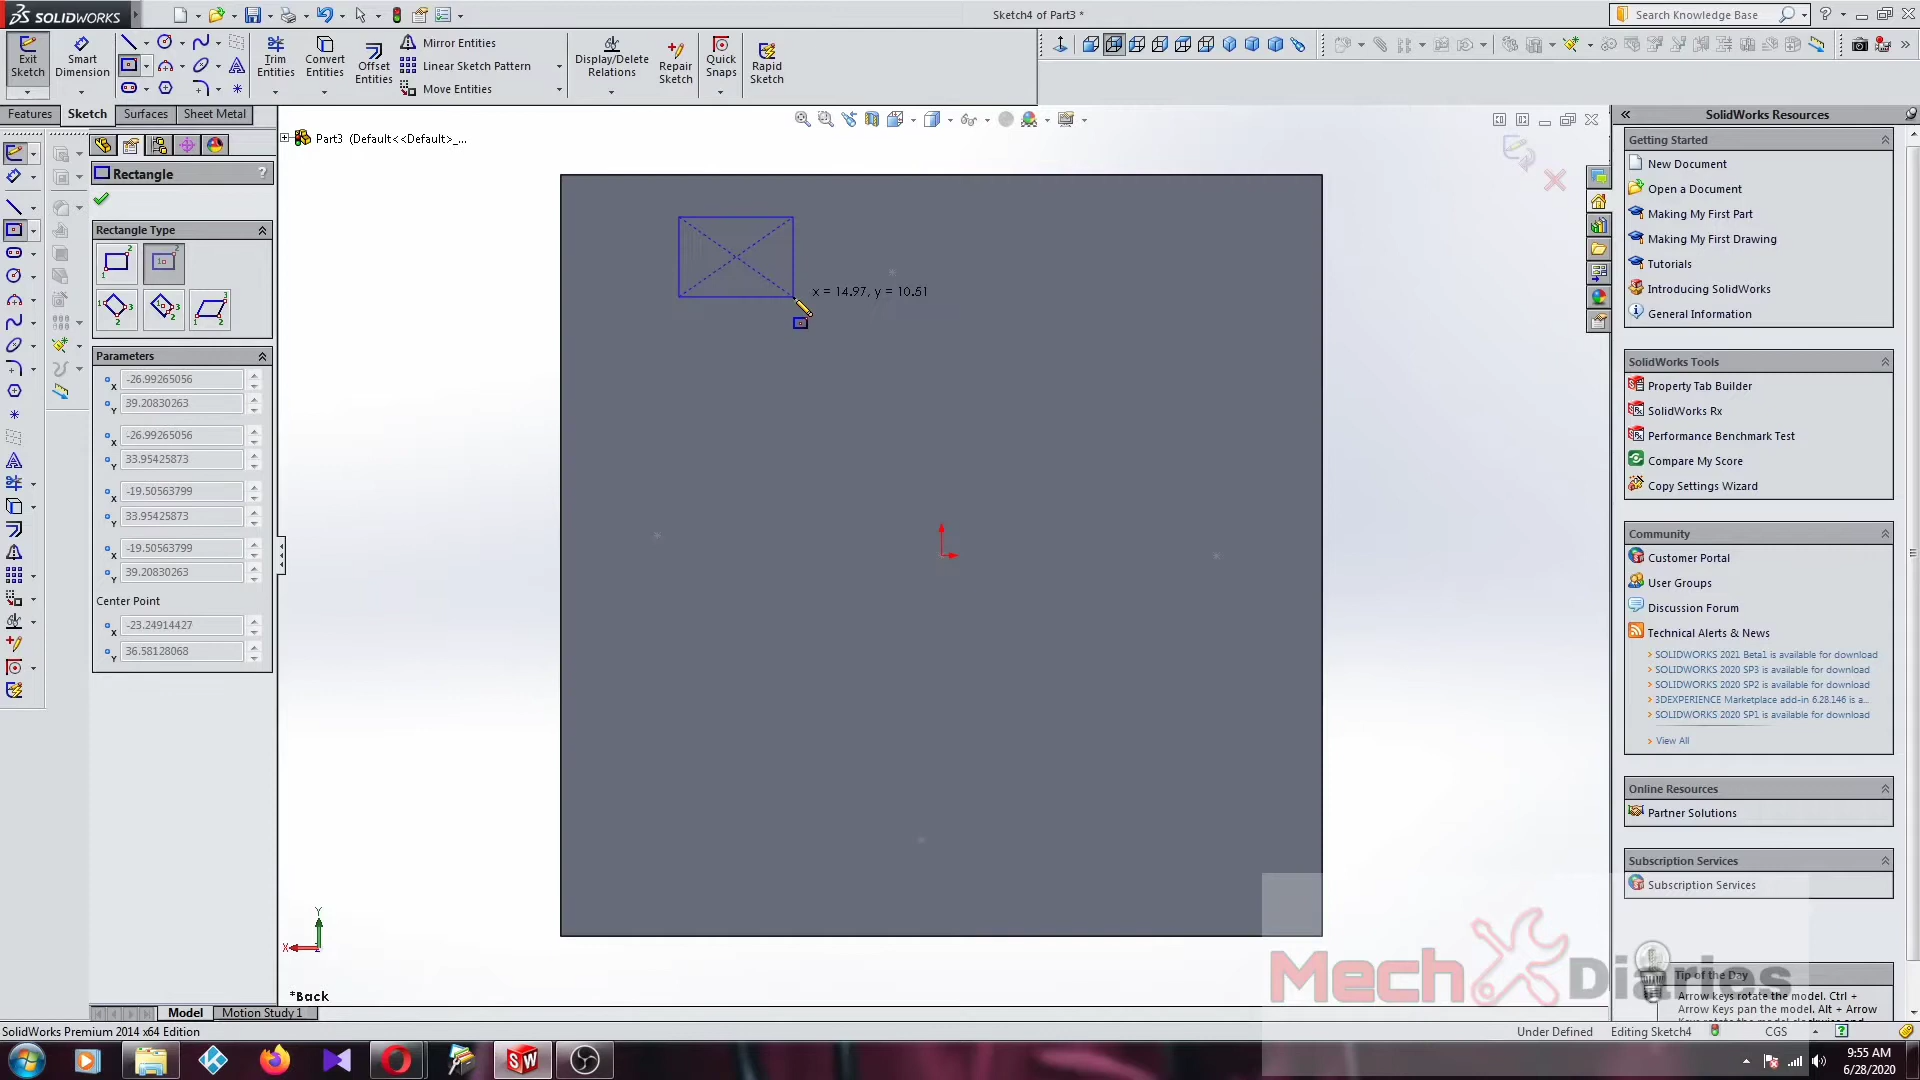 SOLIDWORKS
Sketch4 of Part3 *
Search Knowledge Base
Exit Sketch
Smart Dimension
Trim Entities
Convert Entities
Offset Entities
Mirror Entities
Linear Sketch Pattern
Move Entities
Display/Delete Relations
Repair Sketch
Quick Snaps
Rapid Sketch
Features
Sketch
Surfaces
Sheet Metal
Part3 (Default<<Default>_...
Rectangle
?
Rectangle Type
Parameters
-26.99265056
39.20830263
-26.99265056
33.95425873
-19.50563799
33.95425873
-19.50563799
39.20830263
Center Point
-23.24914427
36.58128068
x = 14.97, y = 10.51
Y
X
*Back
Model
Motion Study 1
SolidWorks Premium 2014 x64 Edition
Under Defined
Editing Sketch4
CGS
SolidWorks Resources
Getting Started
New Document
Open a Document
Making My First Part
Making My First Drawing
Tutorials
Introducing SolidWorks
General Information
SolidWorks Tools
Property Tab Builder
SolidWorks Rx
Performance Benchmark Test
Compare My Score
Copy Settings Wizard
Community
Customer Portal
User Groups
Discussion Forum
Technical Alerts & News
SOLIDWORKS 2021 Beta1 is available for download
SOLIDWORKS 2020 SP3 is available for download
SOLIDWORKS 2020 SP2 is available for download
3DEXPERIENCE Marketplace add-in 6.28.146 is a...
SOLIDWORKS 2020 SP1 is available for download
View All
Online Resources
Partner Solutions
Subscription Services
Subscription Services
Mech Diaries
Tip of the Day
Arrow keys rotate the model. Ctrl +
Arrow Keys pan the model. Alt + Arrow
9:55 AM
6/28/2020